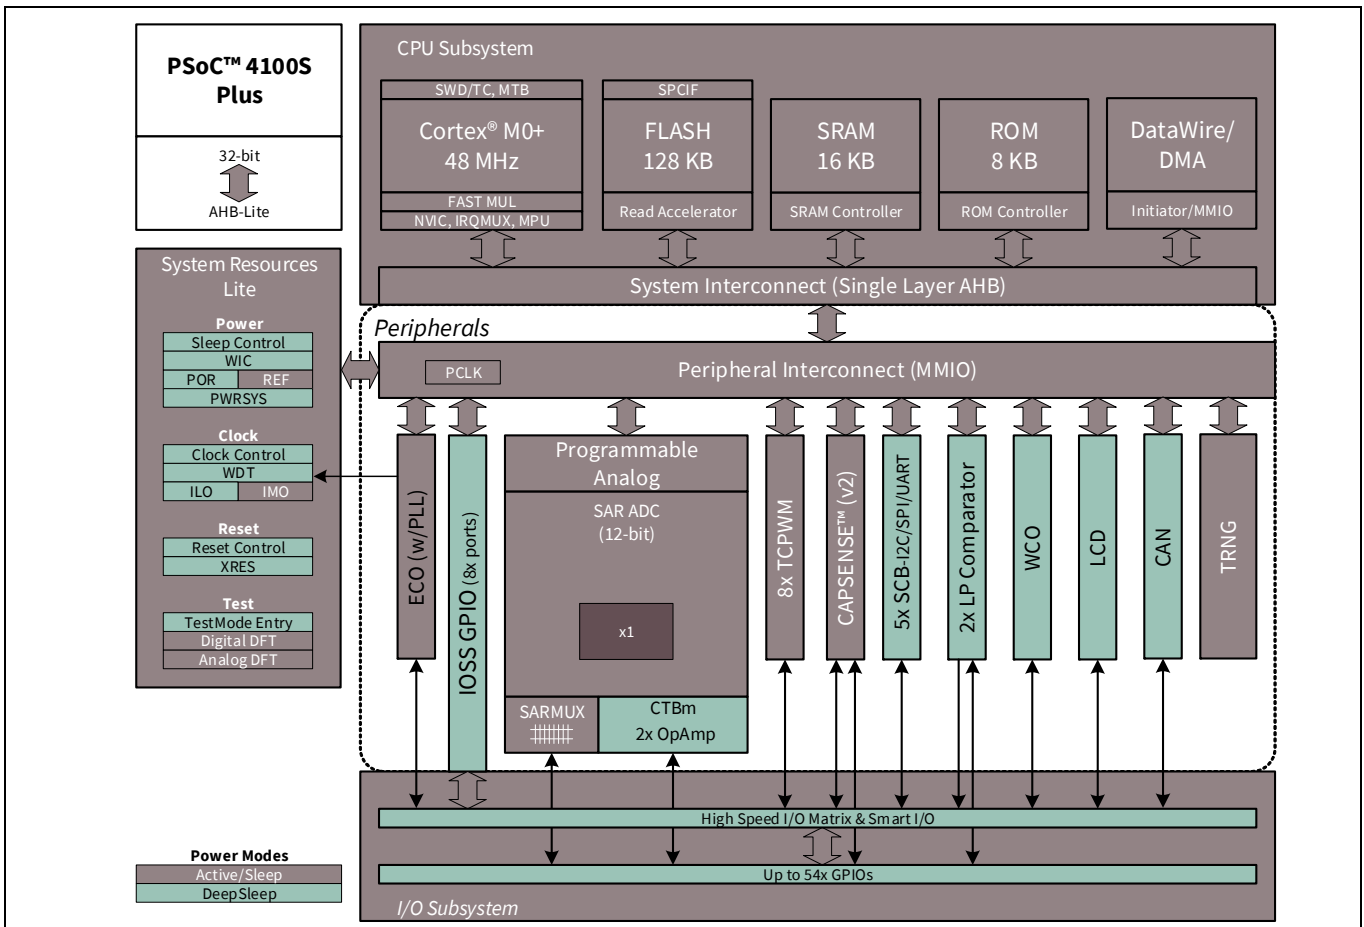 PSoC™ 4100S
Plus
32-bit
AHB-Lite
CPU Subsystem
SWD/TC, MTB
Cortex® M0+
48 MHz
FAST MUL
NVIC, IRQMUX, MPU
SPCIF
FLASH
128 KB
Read Accelerator
SRAM
16 KB
SRAM Controller
ROM
8 KB
ROM Controller
DataWire/
DMA
Initiator/MMIO
System Interconnect (Single Layer AHB)
System Resources
Lite
Power
Sleep Control
WIC
POR
REF
PWRSYS
Clock
Clock Control
WDT
ILO
IMO
Reset
Reset Control
XRES
Test
TestMode Entry
Digital DFT
Analog DFT
Peripherals
PCLK
Peripheral Interconnect (MMIO)
ECO (w/PLL)
IOSS GPIO (8x ports)
Programmable
Analog
SAR ADC
(12-bit)
x1
SARMUX
CTBm
2x OpAmp
8x TCPWM
CAPSENSE™ (v2)
5x SCB-I2C/SPI/UART
2x LP Comparator
WCO
LCD
CAN
TRNG
High Speed I/O Matrix & Smart I/O
Up to 54x GPIOs
I/O Subsystem
Power Modes
Active/Sleep
DeepSleep